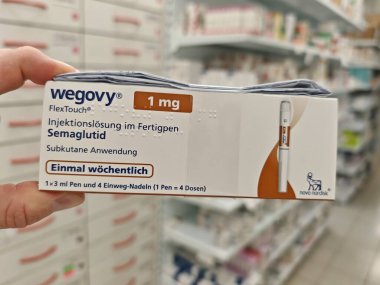 wegovy® 1 mg
FlexTouch®
Injektionslösung im Fertigpen
Semaglutid
Subkutane Anwendung
Einmal wöchentlich
1×3 ml Pen und 4 Einweg-Nadeln (1 Pen = 4 Dosen)
novo nordisk